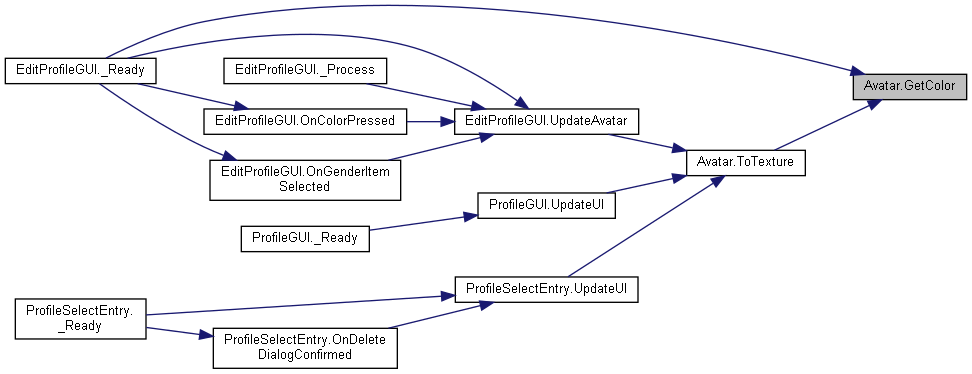 EditProfileGUI._Ready
EditProfileGUI._Process
Avatar.GetColor
EditProfileGUI.OnColorPressed
EditProfileGUI.UpdateAvatar
EditProfileGUI.OnGenderItem
Selected
Avatar.ToTexture
ProfileGUI.UpdateUI
ProfileGUI._Ready
ProfileSelectEntry.UpdateUI
ProfileSelectEntry.
_Ready
ProfileSelectEntry.OnDelete
DialogConfirmed